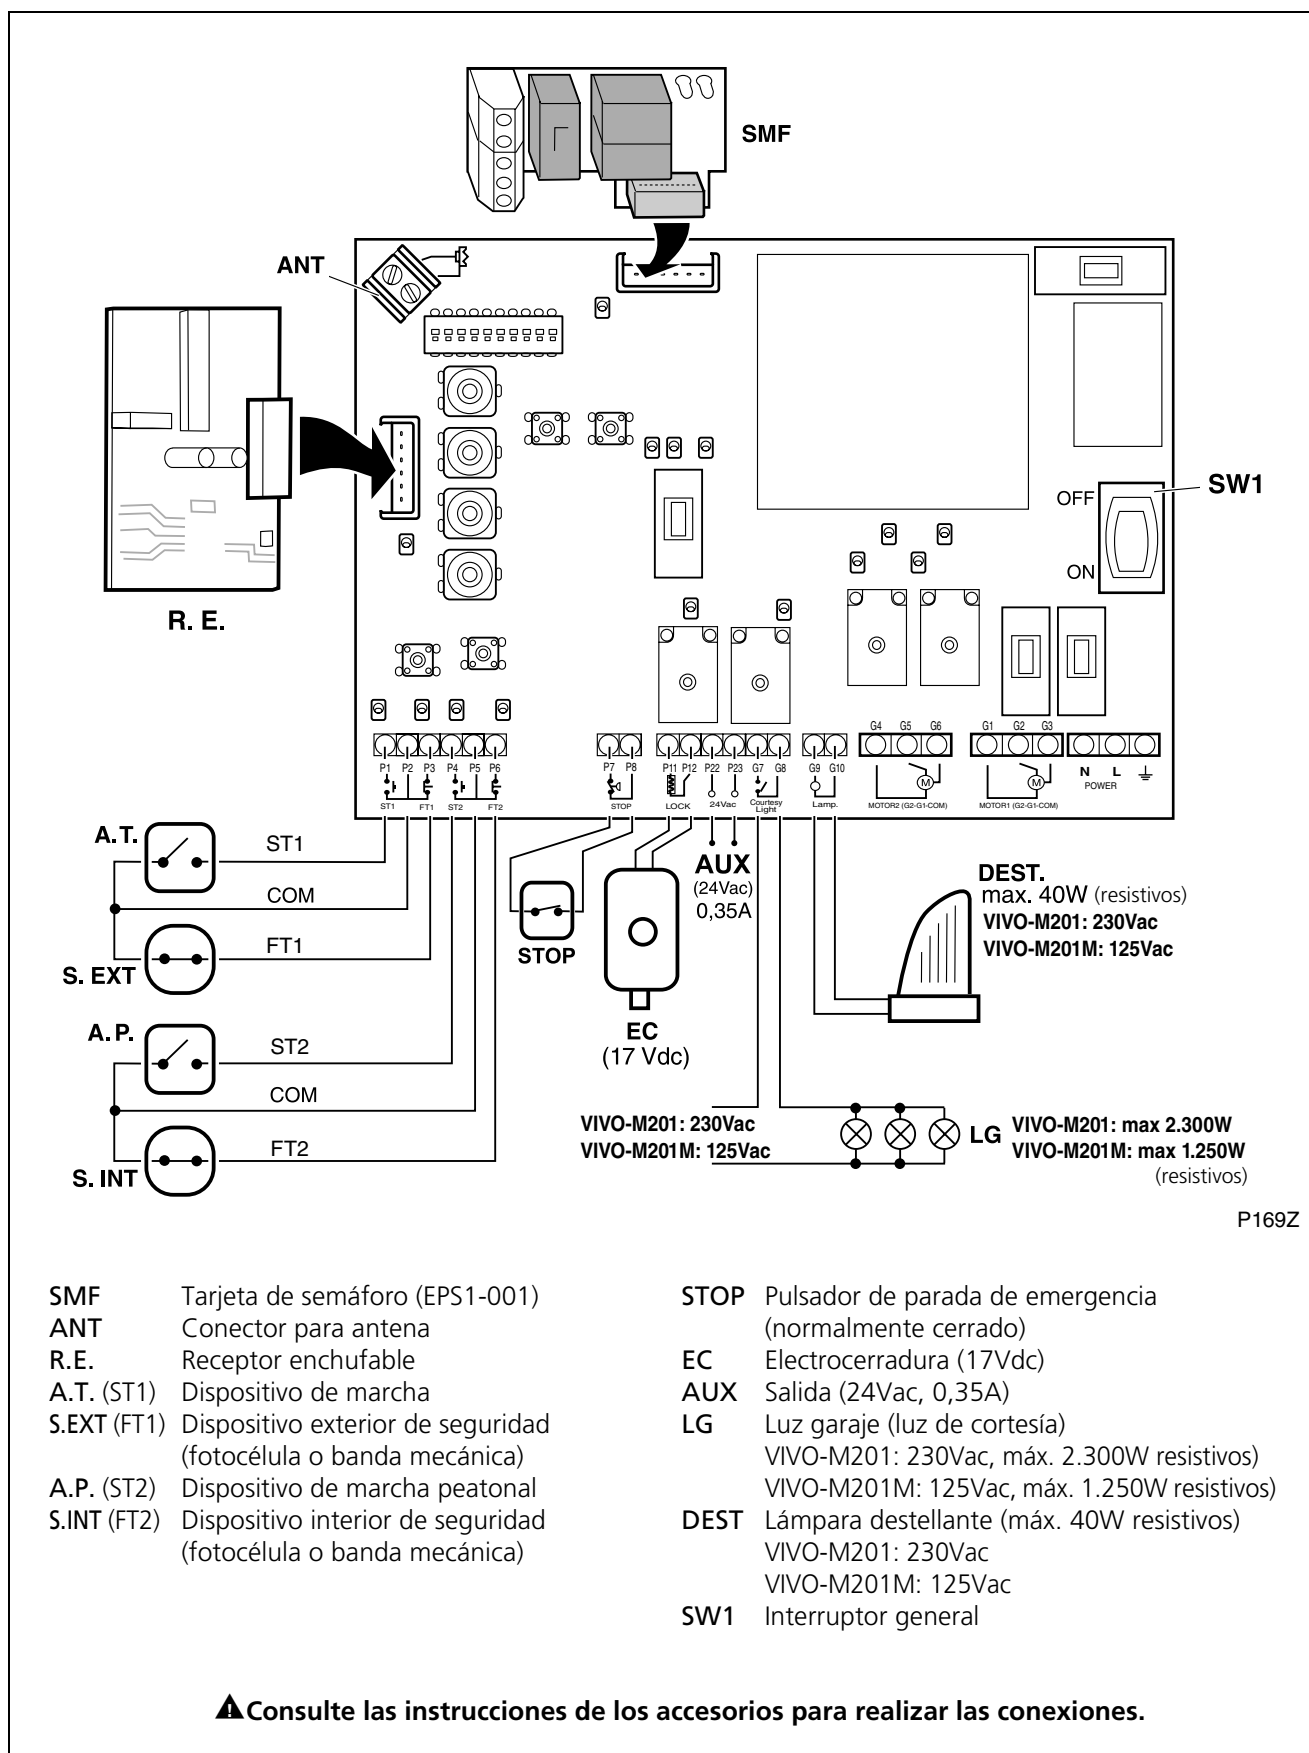 SMF
ANT
R. E.
OFF
SW1
ON
G4 G5 G6
G1 G2 G3
P1 P2 P3 P4 P5 P6
P7 P8
P11 P12 P22 P23 G7 G8
G9 G10
N L
POWER
ST1 FT1 ST2 FT2
STOP
LOCK
24Vac
Courtesy
Light
Lamp.
M
MOTOR2 (G2-G1-COM)
M
MOTOR1 (G2-G1-COM)
A.T.
ST1
COM
FT1
S. EXT
A.P.
ST2
COM
FT2
S. INT
STOP
EC
(17 Vdc)
AUX
(24Vac)
0,35A
DEST.
max. 40W (resistivos)
VIVO-M201: 230Vac
VIVO-M201M: 125Vac
VIVO-M201: 230Vac
VIVO-M201M: 125Vac
LG
VIVO-M201: max 2.300W
VIVO-M201M: max 1.250W
(resistivos)
P169Z
SMF Tarjeta de semáforo (EPS1-001)
ANT Conector para antena
R.E. Receptor enchufable
A.T. (ST1) Dispositivo de marcha
S.EXT (FT1) Dispositivo exterior de seguridad
(fotocélula o banda mecánica)
A.P. (ST2) Dispositivo de marcha peatonal
S.INT (FT2) Dispositivo interior de seguridad
(fotocélula o banda mecánica)
STOP Pulsador de parada de emergencia
(normalmente cerrado)
EC Electrocerradura (17Vdc)
AUX Salida (24Vac, 0,35A)
LG Luz garaje (luz de cortesía)
VIVO-M201: 230Vac, máx. 2.300W resistivos)
VIVO-M201M: 125Vac, máx. 1.250W resistivos)
DEST Lámpara destellante (máx. 40W resistivos)
VIVO-M201: 230Vac
VIVO-M201M: 125Vac
SW1 Interruptor general
Consulte las instrucciones de los accesorios para realizar las conexiones.